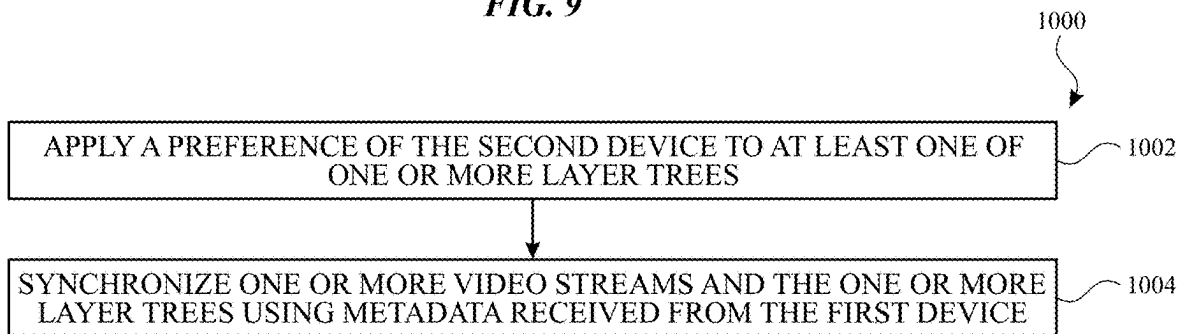 FIG. 9
1000
APPLY A PREFERENCE OF THE SECOND DEVICE TO AT LEAST ONE OF
ONE OR MORE LAYER TREES
1002
SYNCHRONIZE ONE OR MORE VIDEO STREAMS AND THE ONE OR MORE
LAYER TREES USING METADATA RECEIVED FROM THE FIRST DEVICE
1004